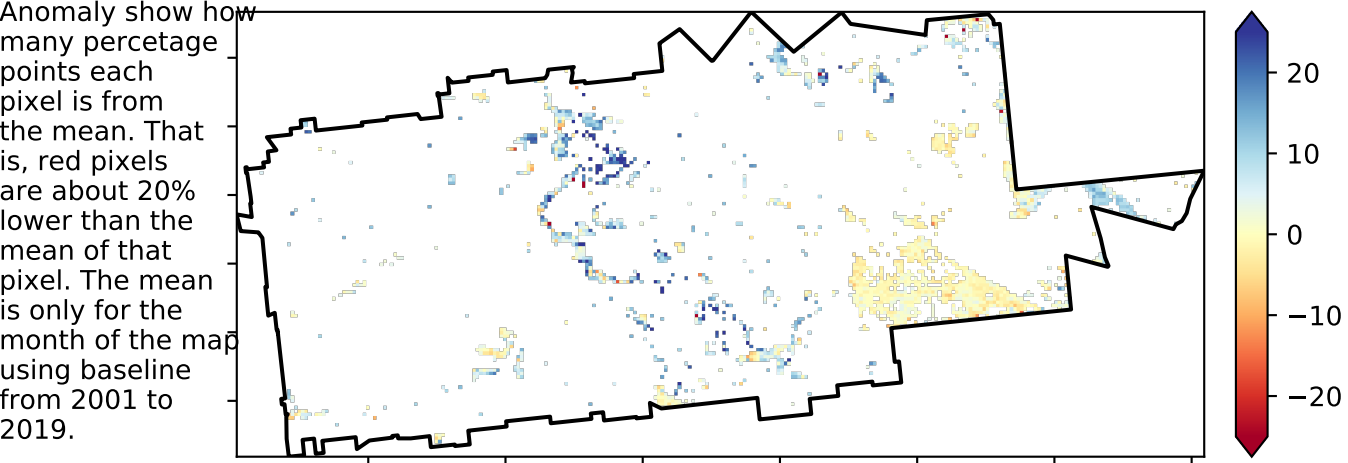 Anomaly show how
many percetage
points each
pixel is from
the mean. That
is, red pixels
are about 20%
lower than the
mean of that
pixel. The mean
is only for the
month of the map
using baseline
from 2001 to
2019.
20
10
0
−10
−20